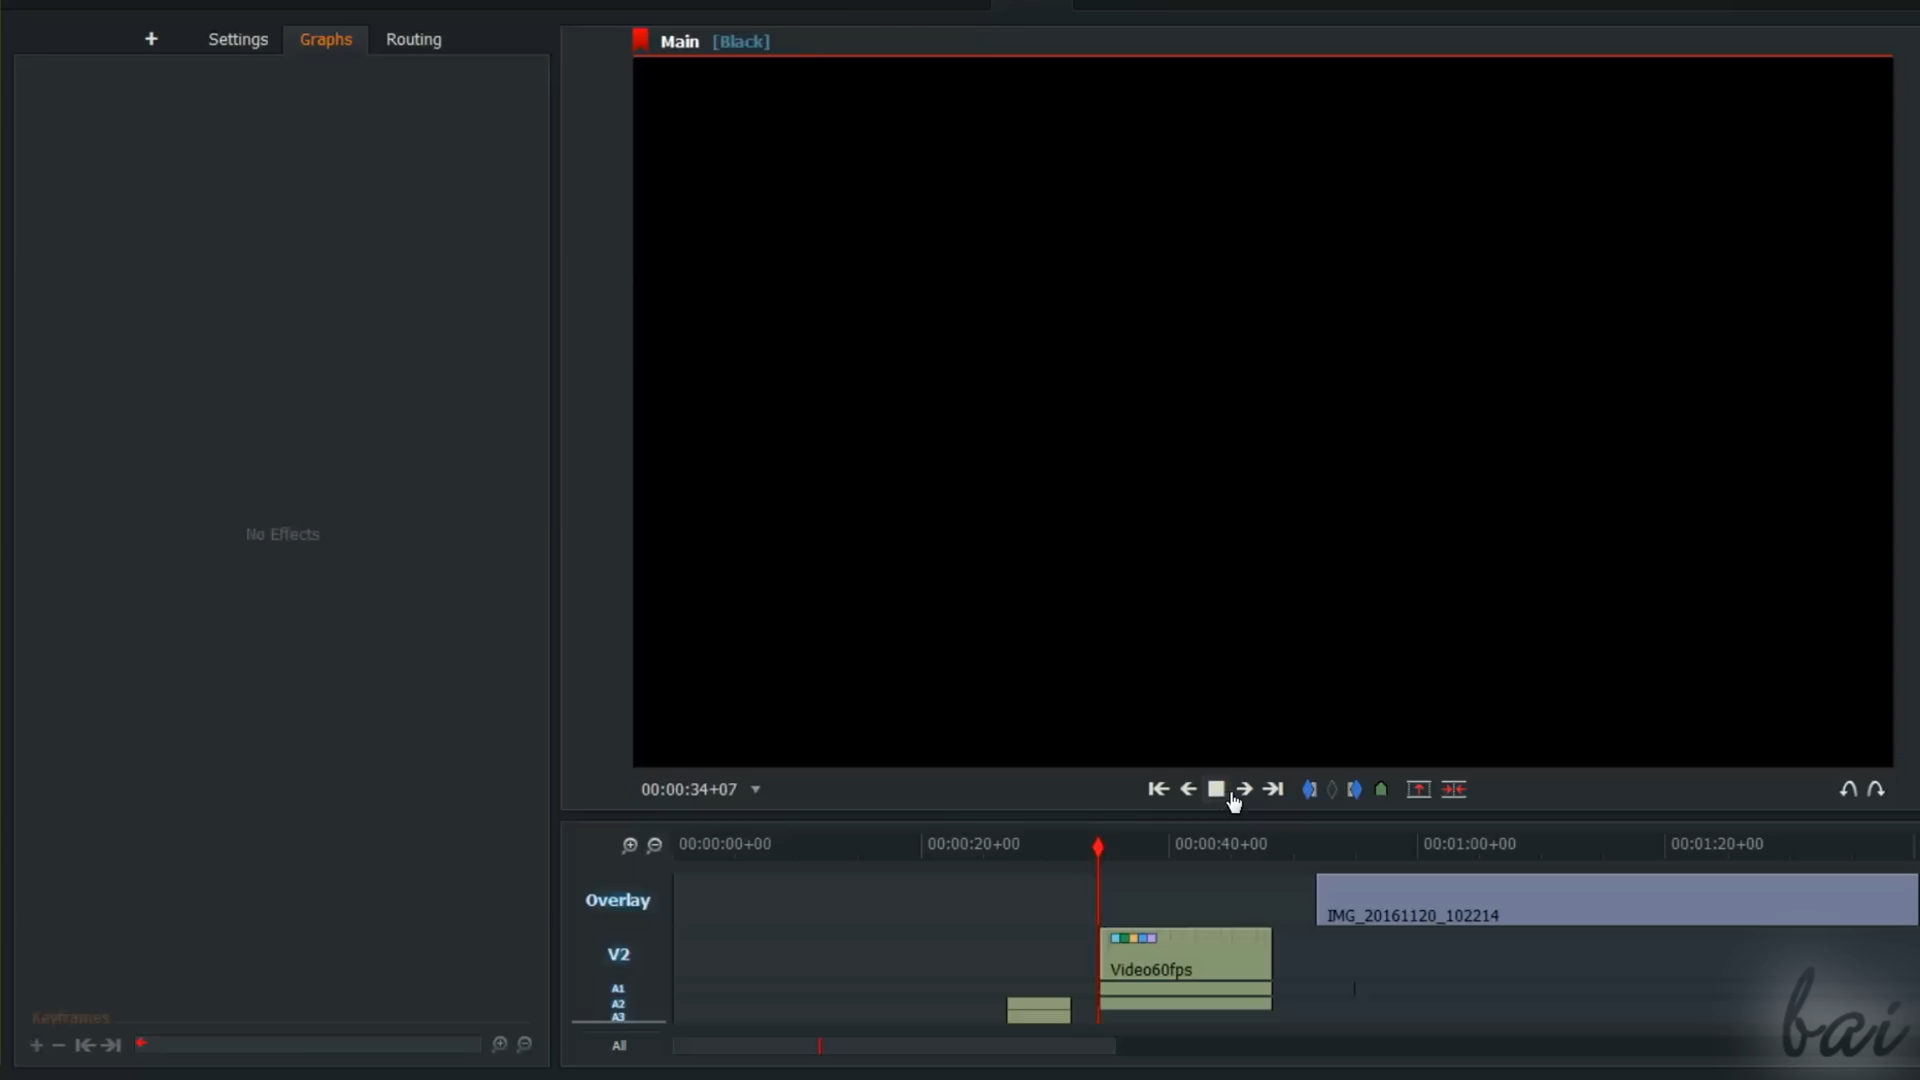 + Settings Graphs Routing
Main [Black]
No Effects
00:00:34+07
00:00:00+00 00:00:20+00 00:00:40+00 00:01:00+00 00:01:20+00
Overlay
IMG_20161120_102214
V2
Video60fps
A1
A2
A3
Keyframes
All
bai